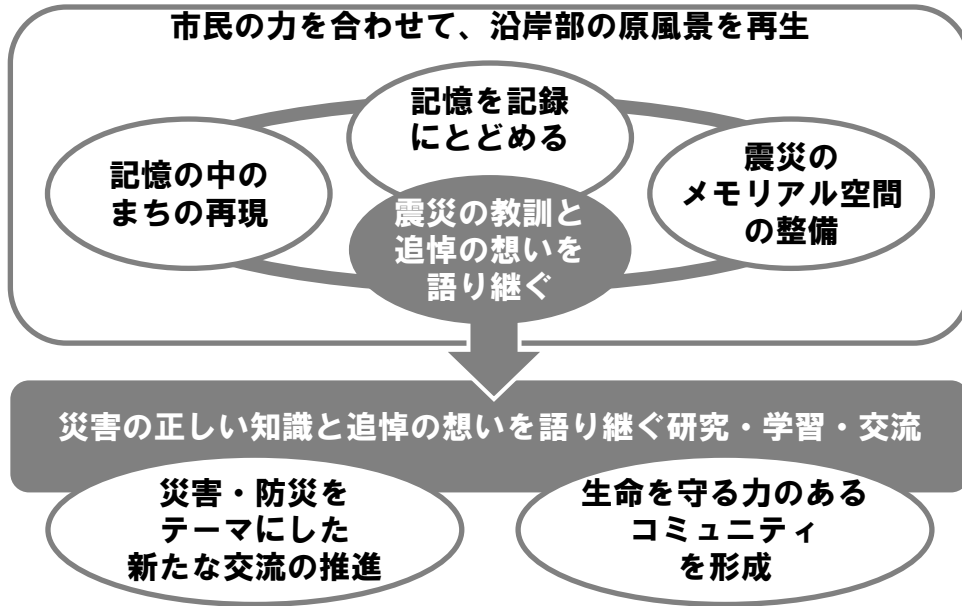 市民の力を合わせて、沿岸部の原風景を再生
記憶を記録
にとどめる
記憶の中の
まちの再現
震災の
メモリアル空間
の整備
震災の教訓と
追悼の想いを
語り継ぐ
災害の正しい知識と追悼の想いを語り継ぐ研究・学習・交流
災害・防災を
テーマにした
新たな交流の推進
生命を守る力のある
コミュニティ
を形成